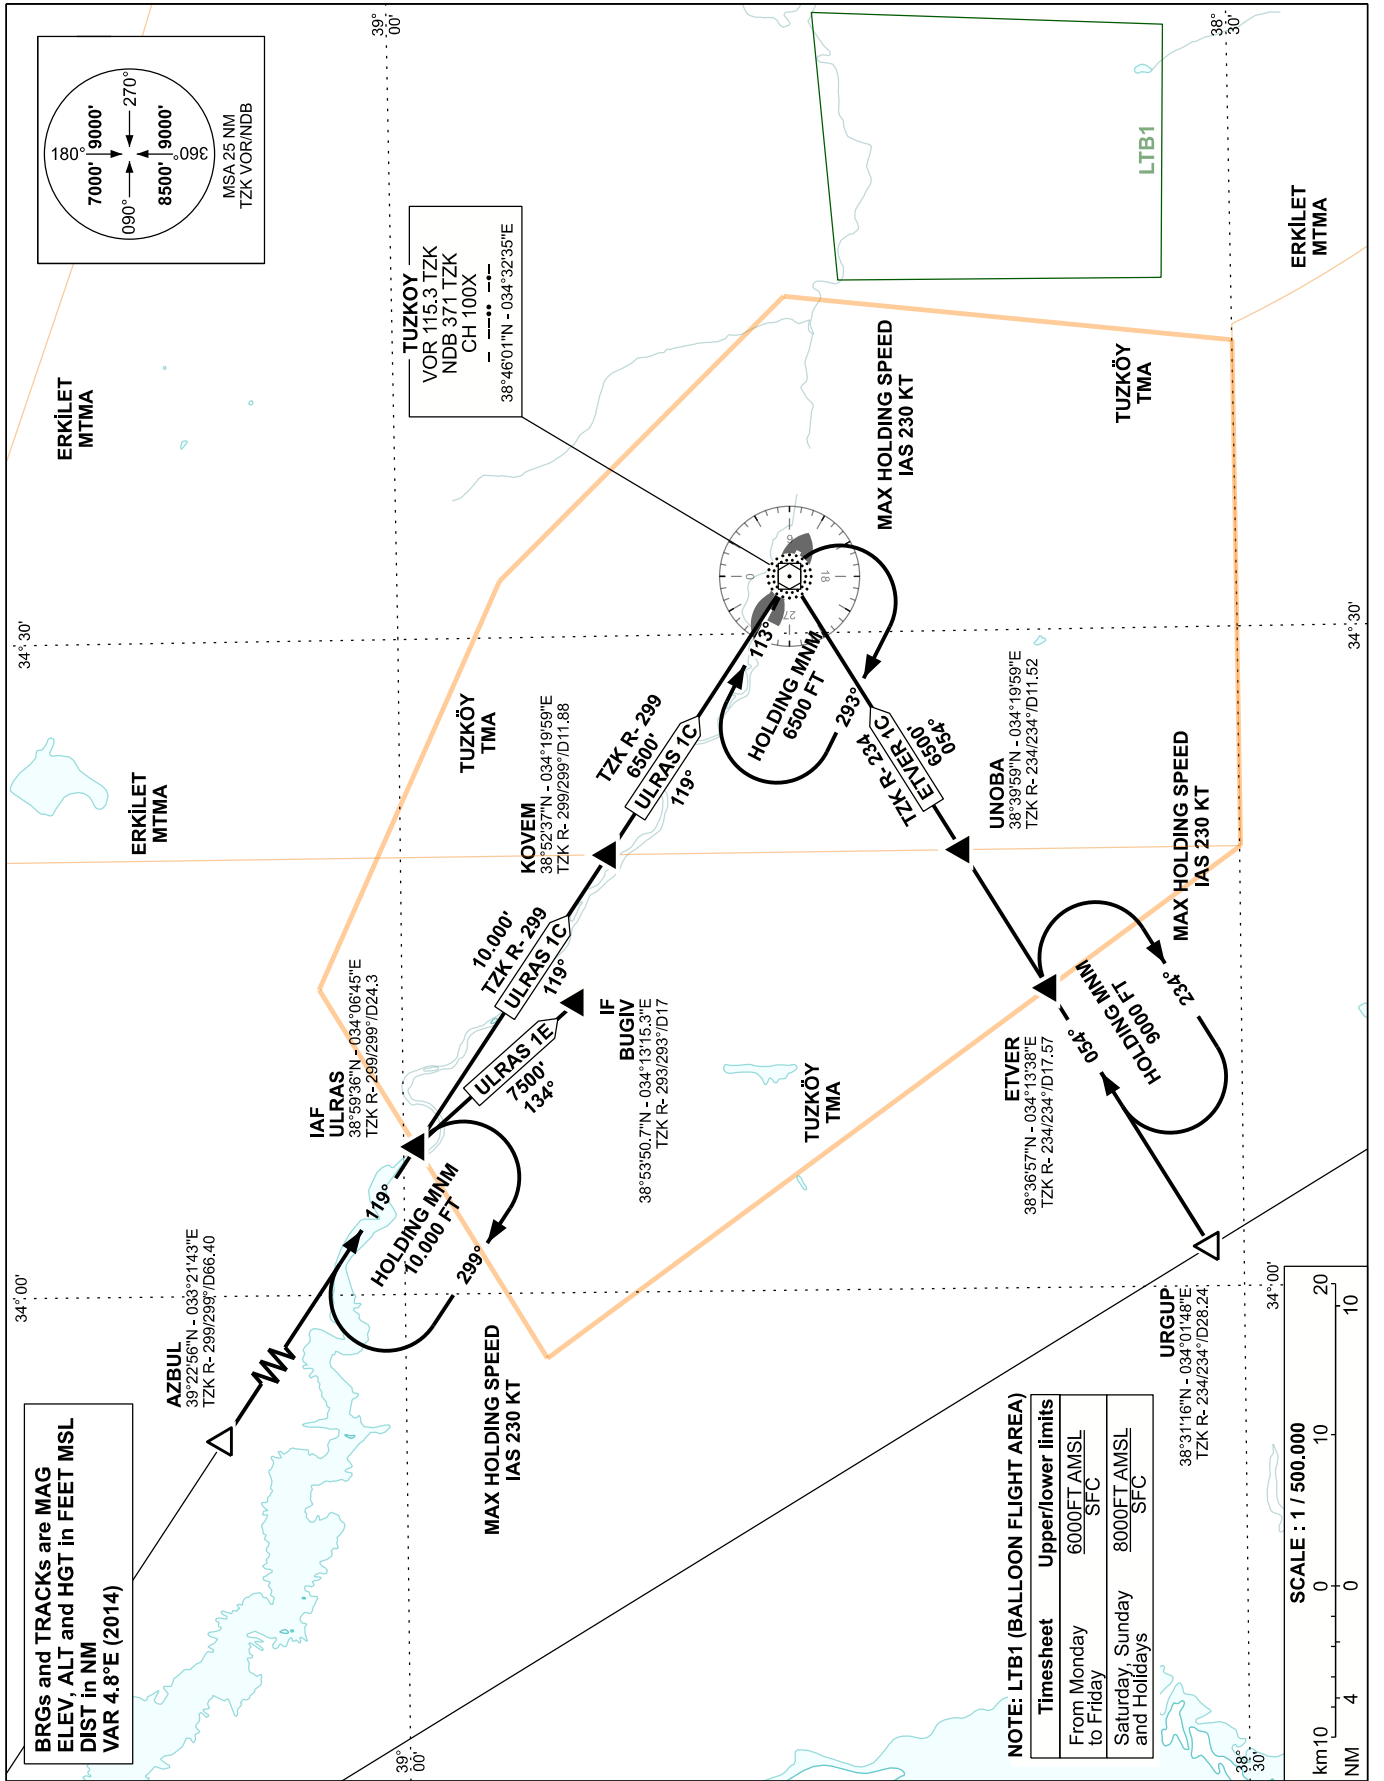 BRGs and TRACKs are MAG
ELEV, ALT and HGT in FEET MSL
DIST in NM
VAR 4.8°E (2014)
34° 00'
34° 30'
180°
7000' 9000'
090°
270°
8500' 9000'
360°
MSA 25 NM
TZK VOR/NDB
ERKİLET
MTMA
ERKİLET
MTMA
39°
00'
39°
00'
AZBUL
39°22'56"N - 033°21'43"E
TZK R- 299/299°/D66.40
IAF
ULRAS
38°59'36"N - 034°06'45"E
TZK R- 299/299°/D24.3
119°
HOLDING MNM
10.000 FT
299°
MAX HOLDING SPEED
IAS 230 KT
10.000'
TZK R- 299
ULRAS 1C
119°
ULRAS 1E
7500'
134°
IF
BUGIV
38°53'50.7"N - 034°13'15.3"E
TZK R- 293/293°/D17
TUZKÖY
TMA
KOVEM
38°52'37"N - 034°19'59"E
TZK R- 299/299°/D11.88
TZK R- 299
6500'
ULRAS 1C
119°
TUZKOY
VOR 115.3 TZK
NDB 371 TZK
CH 100X
– ––•• –•–
38°46'01"N - 034°32'35"E
0
6
18
27
113°
HOLDING MNM
6500 FT
293°
MAX HOLDING SPEED
IAS 230 KT
TZK R- 234
ETVER 1C
6500'
054°
UNOBA
38°39'59"N - 034°19'59"E
TZK R- 234/234°/D11.52
TUZKÖY
TMA
ETVER
38°36'57"N - 034°13'38"E
TZK R- 234/234°/D17.57
054°
HOLDING MNM
9000 FT
234°
MAX HOLDING SPEED
IAS 230 KT
TUZKÖY
TMA
LTB1
ERKİLET
MTMA
URGUP
38°31'16"N - 034°01'48"E
TZK R- 234/234°/D28.24
38°
30'
38°
30'
34° 00'
34° 30'
NOTE: LTB1 (BALLOON FLIGHT AREA)
Timesheet Upper/lower limits
From Monday
to Friday
6000FT AMSL
SFC
Saturday, Sunday
and Holidays
8000FT AMSL
SFC
SCALE : 1 / 500.000
km10 0 10 20
NM 4 0 10